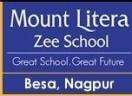 Mount Litera
Zee School
Great School, Great Future
Besa, Nagpur